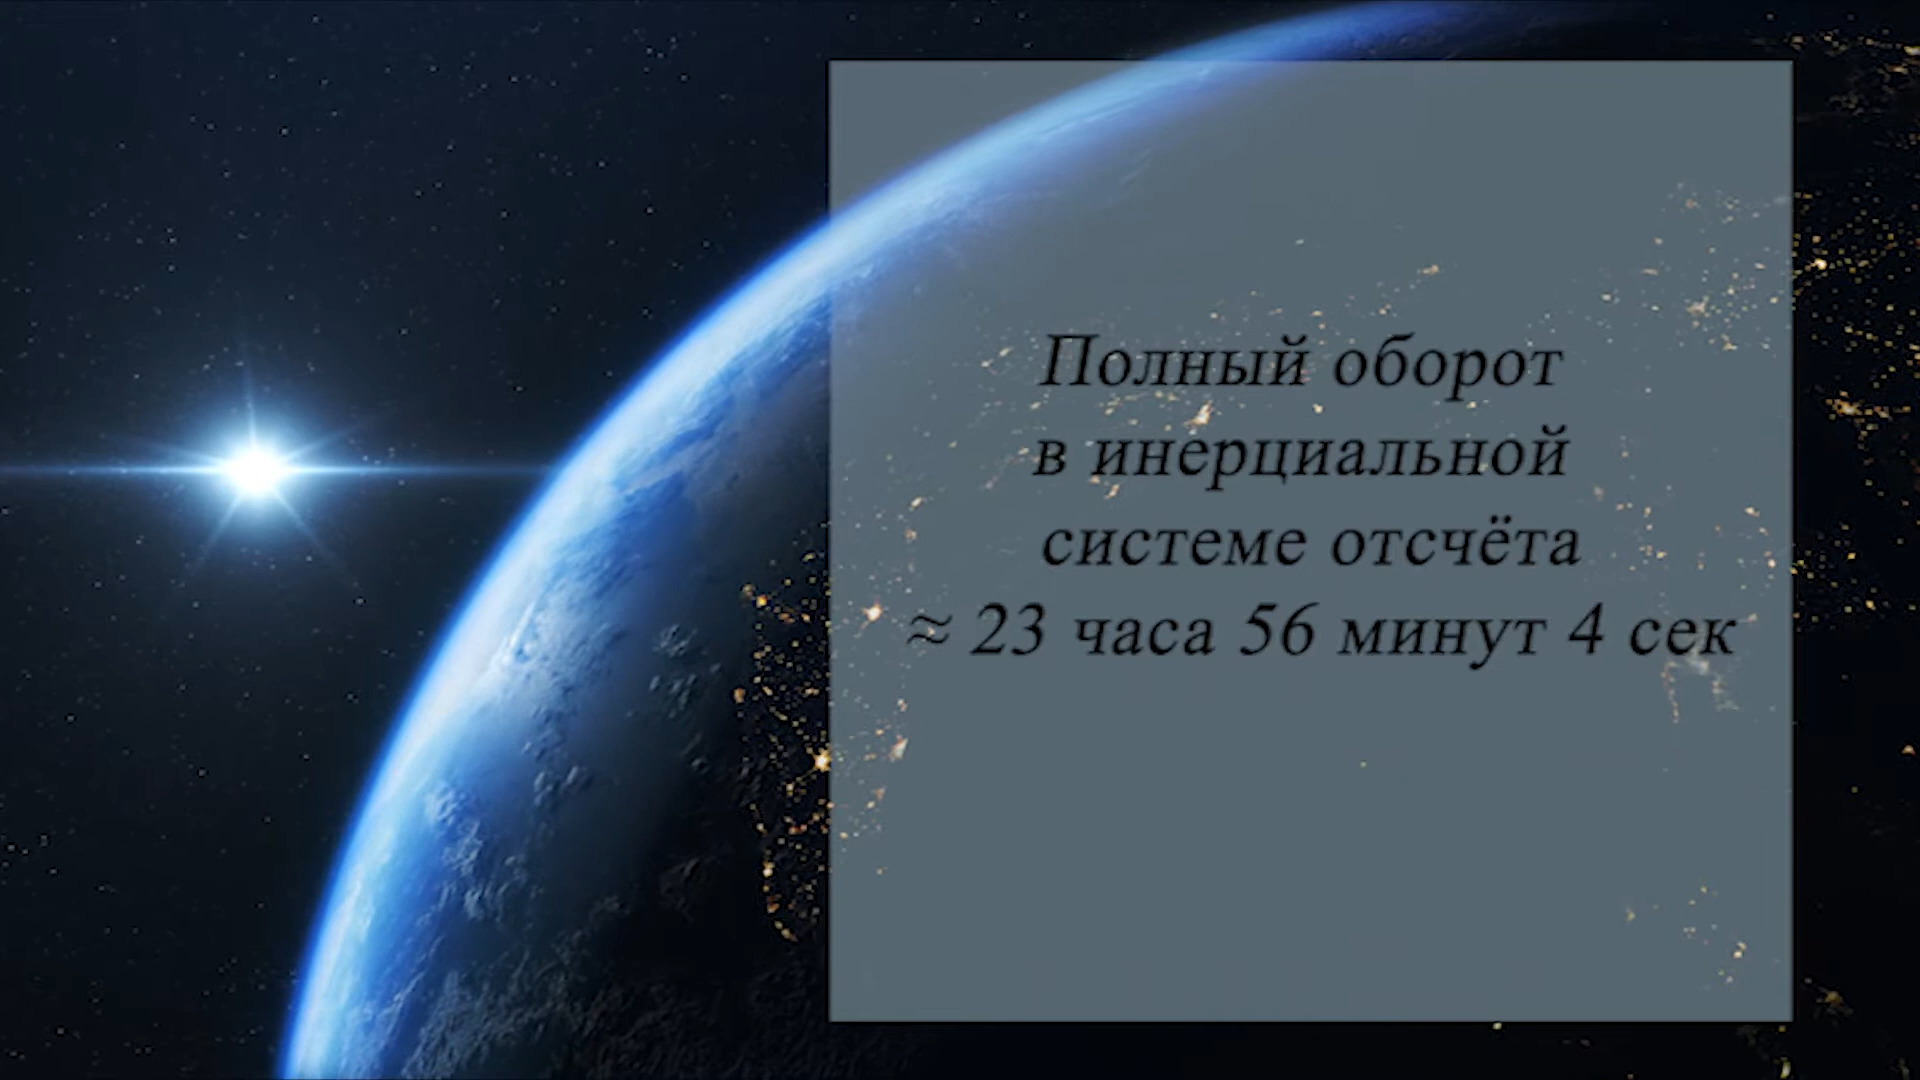 Полный оборот
в инерциальной
системе отсчёта
≈ 23 часа 56 минут 4 сек